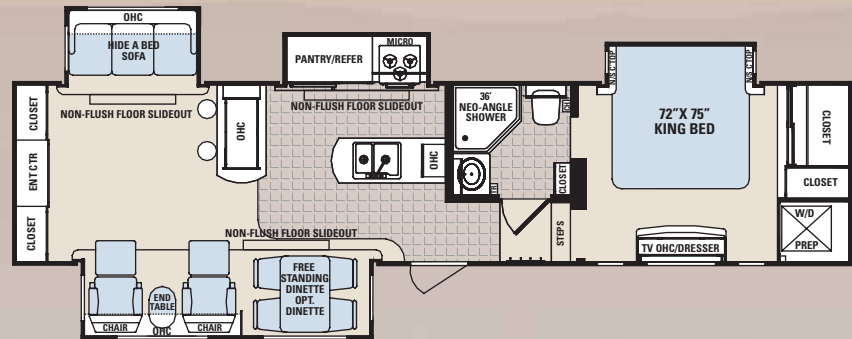 OHC
HIDE A BED
SOFA
NON-FLUSH FLOOR SLIDEOUT
CLOSET
ENT CTR
CLOSET
OHC
PANTRY/REFER
MICRO
NON-FLUSH FLOOR SLIDEOUT
OHC
36'
NEO-ANGLE
SHOWER
CLOSET
STEPS
N/S C TOP
N/S C TOP
72"X 75"
KING BED
TV OHC/DRESSER
CLOSET
CLOSET
W/D
PREP
NON-FLUSH FLOOR SLIDEOUT
END
TABLE
CHAIR
OHC
CHAIR
FREE
STANDING
DINETTE
OPT.
DINETTE